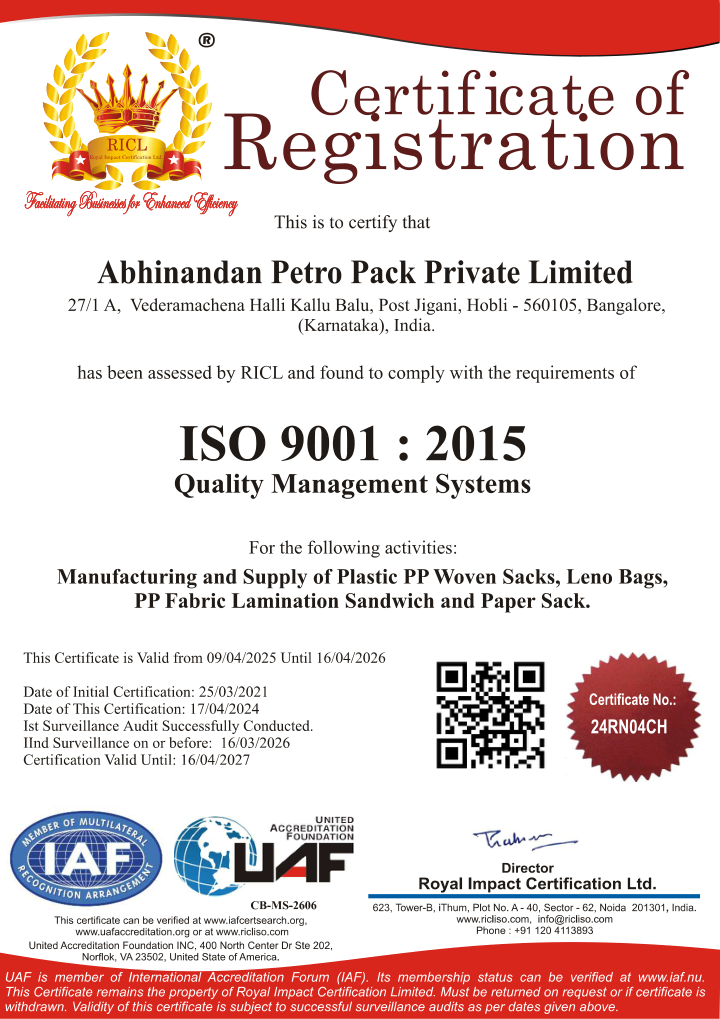 ®
RICL
Royal Impact Certification Ltd.
Facilitating Businesses for Enhanced Efficiency
Certificate of
Registration
This is to certify that
Abhinandan Petro Pack Private Limited
27/1 A, Vederamachena Halli Kallu Balu, Post Jigani, Hobli - 560105, Bangalore,
(Karnataka), India.
has been assessed by RICL and found to comply with the requirements of
ISO 9001 : 2015
Quality Management Systems
For the following activities:
Manufacturing and Supply of Plastic PP Woven Sacks, Leno Bags,
PP Fabric Lamination Sandwich and Paper Sack.
This Certificate is Valid from 09/04/2025 Until 16/04/2026
Date of Initial Certification: 25/03/2021
Date of This Certification: 17/04/2024
Ist Surveillance Audit Successfully Conducted.
IInd Surveillance on or before: 16/03/2026
Certification Valid Until: 16/04/2027
Certificate No.:
24RN04CH
MEMBER OF MULTILATERAL
IAF
RECOGNITION ARRANGEMENT
UNITED
ACCREDITATION
FOUNDATION
UAF
CB-MS-2606
This certificate can be verified at www.iafcertsearch.org,
www.uafaccreditation.org or at www.ricliso.com
United Accreditation Foundation INC, 400 North Center Dr Ste 202,
Norflok, VA 23502, United State of America.
Director
Royal Impact Certification Ltd.
623, Tower-B, iThum, Plot No. A - 40, Sector - 62, Noida 201301, India.
www.ricliso.com, info@ricliso.com
Phone : +91 120 4113893
UAF is member of International Accreditation Forum (IAF). Its membership status can be verified at www.iaf.nu.
This Certificate remains the property of Royal Impact Certification Limited. Must be returned on request or if certificate is
withdrawn. Validity of this certificate is subject to successful surveillance audits as per dates given above.